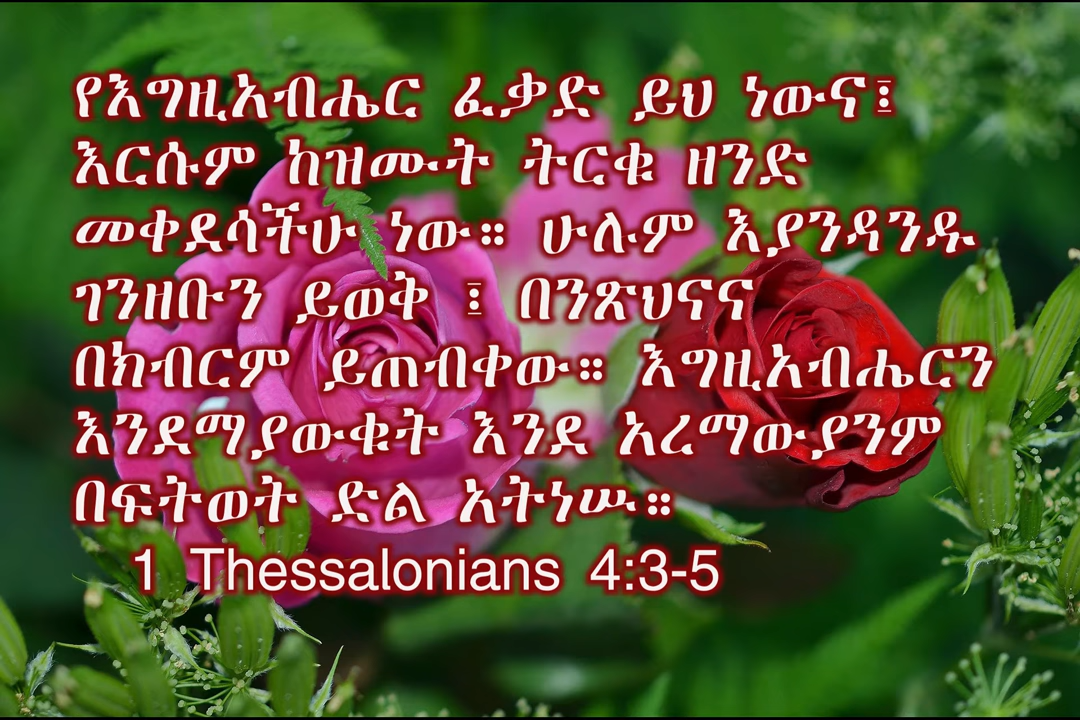 የእግዚአብሔር ፈቃድ ይህ ነውና፤
እርሱም ከዝሙት ትርቁ ዘንድ
መቀደሳችሁ ነው። ሁሉም እያንዳንዱ
ገንዘቡን ይወቅ ፤ በንጽህናና
በክብርም ይጠብቀው። እግዚአብሔርን
እንደማያውቁት እንደ አረማውያንም
በፍትወት ድል አትነሡ።
1 Thessalonians 4:3-5